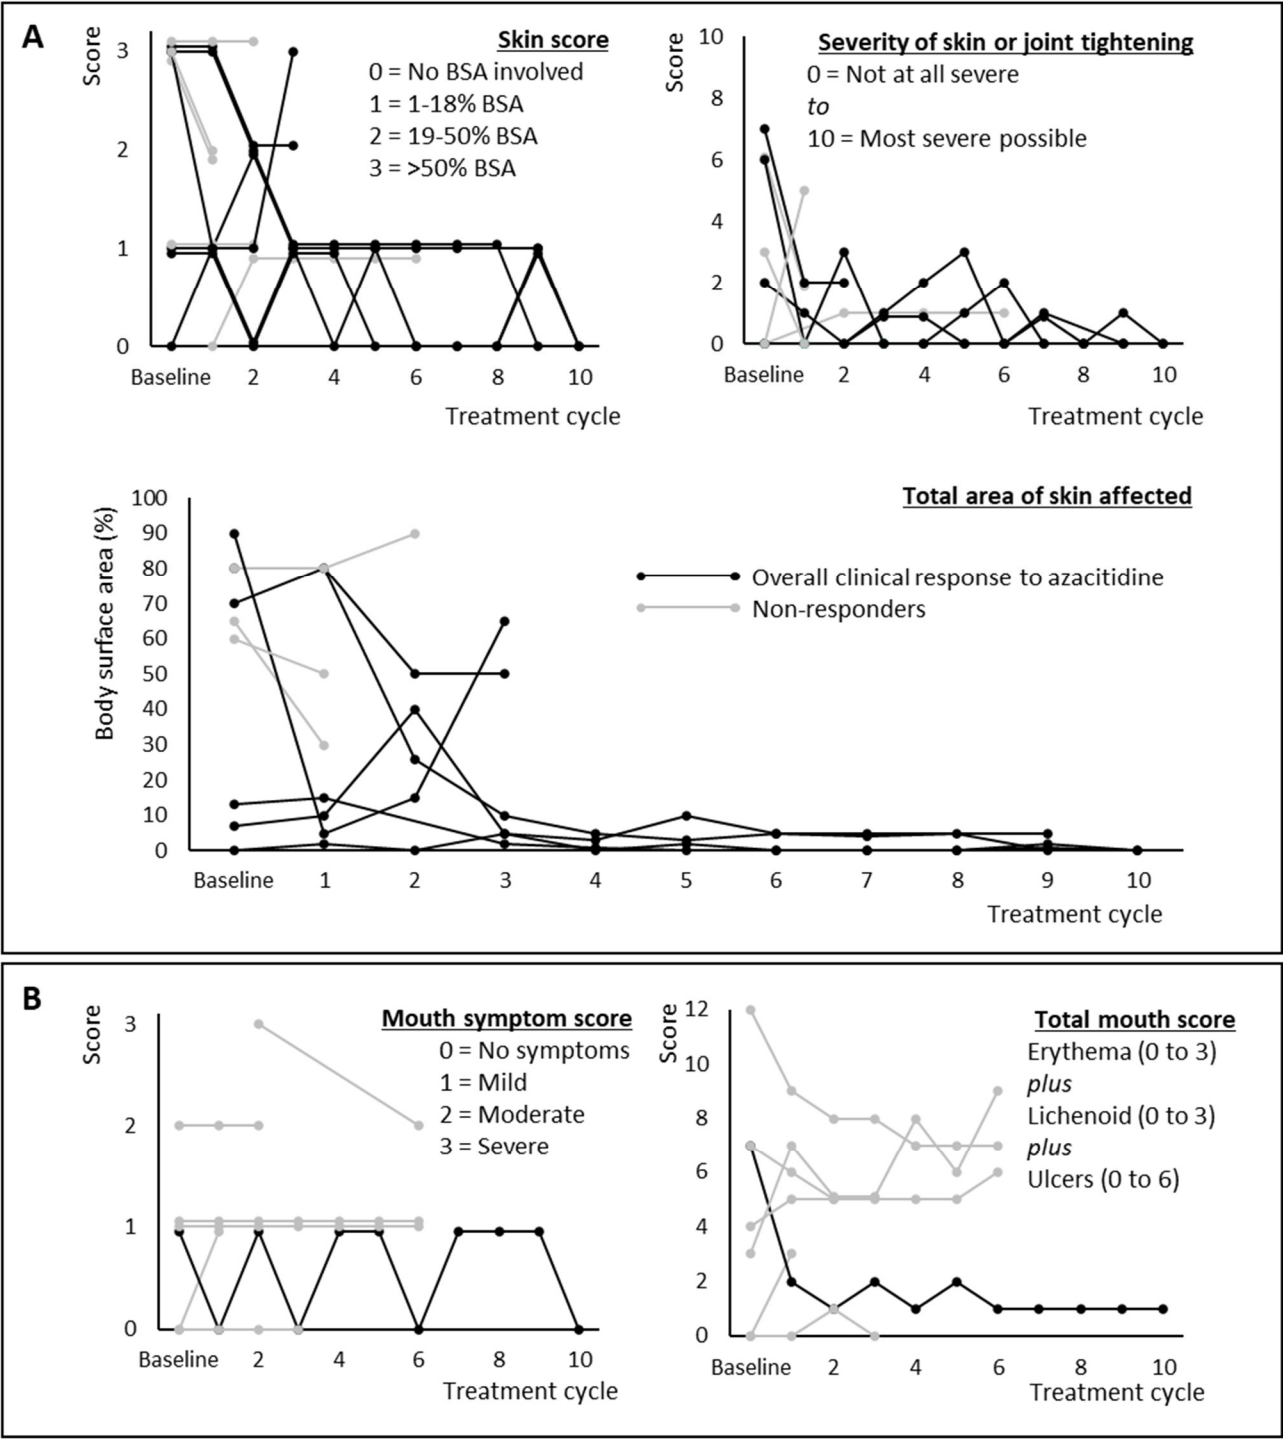 A
Score
3
2
1
0
Skin score
0 = No BSA involved
1 = 1-18% BSA
2 = 19-50% BSA
3 = >50% BSA
Baseline 2 4 6 8 10
Treatment cycle
Score
10
8
6
4
2
0
Severity of skin or joint tightening
0 = Not at all severe
to
10 = Most severe possible
Baseline 2 4 6 8 10
Treatment cycle
Total area of skin affected
Body surface area (%)
100
90
80
70
60
50
40
30
20
10
0
Overall clinical response to azacitidine
Non-responders
Baseline 1 2 3 4 5 6 7 8 9 10
Treatment cycle
B
Score
3
2
1
0
Mouth symptom score
0 = No symptoms
1 = Mild
2 = Moderate
3 = Severe
Baseline 2 4 6 8 10
Treatment cycle
Score
12
10
8
6
4
2
0
Total mouth score
Erythema (0 to 3)
plus
Lichenoid (0 to 3)
plus
Ulcers (0 to 6)
Baseline 2 4 6 8 10
Treatment cycle